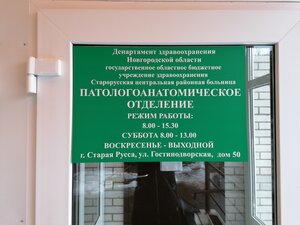 Департамент здравоохранения
Новгородской области
государственное областное бюджетное
учреждение здравоохранения
Старорусская центральная районная больница
ПАТОЛОГОАНАТОМИЧЕСКОЕ
ОТДЕЛЕНИЕ
РЕЖИМ РАБОТЫ:
8.00 - 15.30
СУББОТА 8.00 - 13.00
ВОСКРЕСЕНЬЕ - ВЫХОДНОЙ
г. Старая Русса, ул. Гостинодворская, дом 50